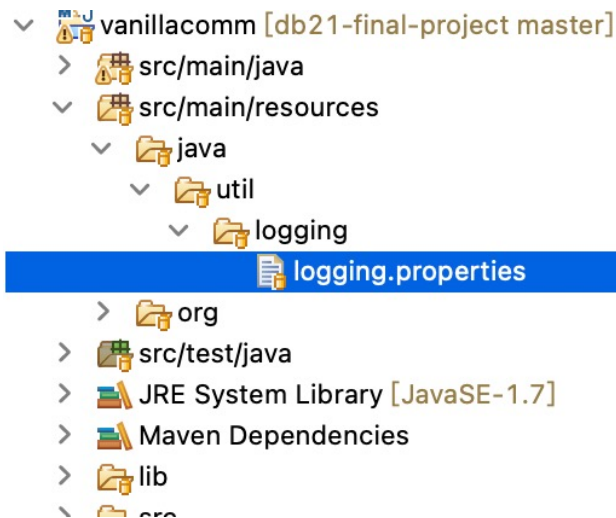 vanillacomm [db21-final-project master]
src/main/java
src/main/resources
java
util
logging
logging.properties
org
src/test/java
JRE System Library [JavaSE-1.7]
Maven Dependencies
lib
src